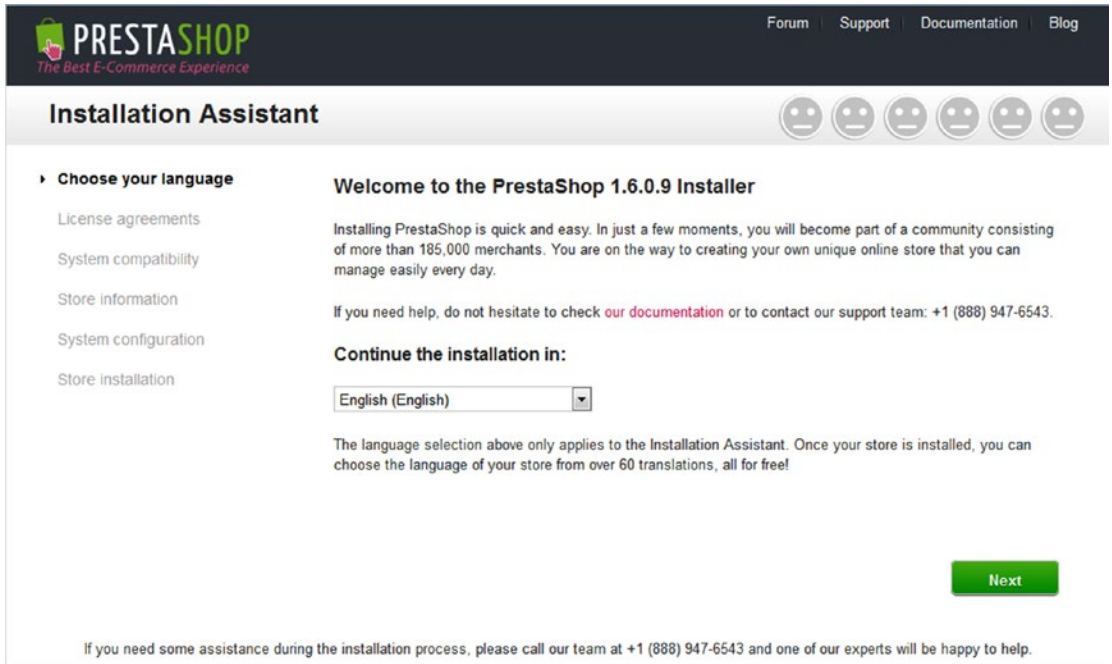 PRESTASHOP
The Best E-Commerce Experience
Forum Support Documentation Blog
Installation Assistant
Choose your language
License agreements
System compatibility
Store information
System configuration
Store installation
Welcome to the PrestaShop 1.6.0.9 Installer
Installing PrestaShop is quick and easy. In just a few moments, you will become part of a community consisting
of more than 185,000 merchants. You are on the way to creating your own unique online store that you can
manage easily every day.
If you need help, do not hesitate to check our documentation or to contact our support team: +1 (888) 947-6543.
Continue the installation in:
English (English)
The language selection above only applies to the Installation Assistant. Once your store is installed, you can
choose the language of your store from over 60 translations, all for free!
Next
If you need some assistance during the installation process, please call our team at +1 (888) 947-6543 and one of our experts will be happy to help.